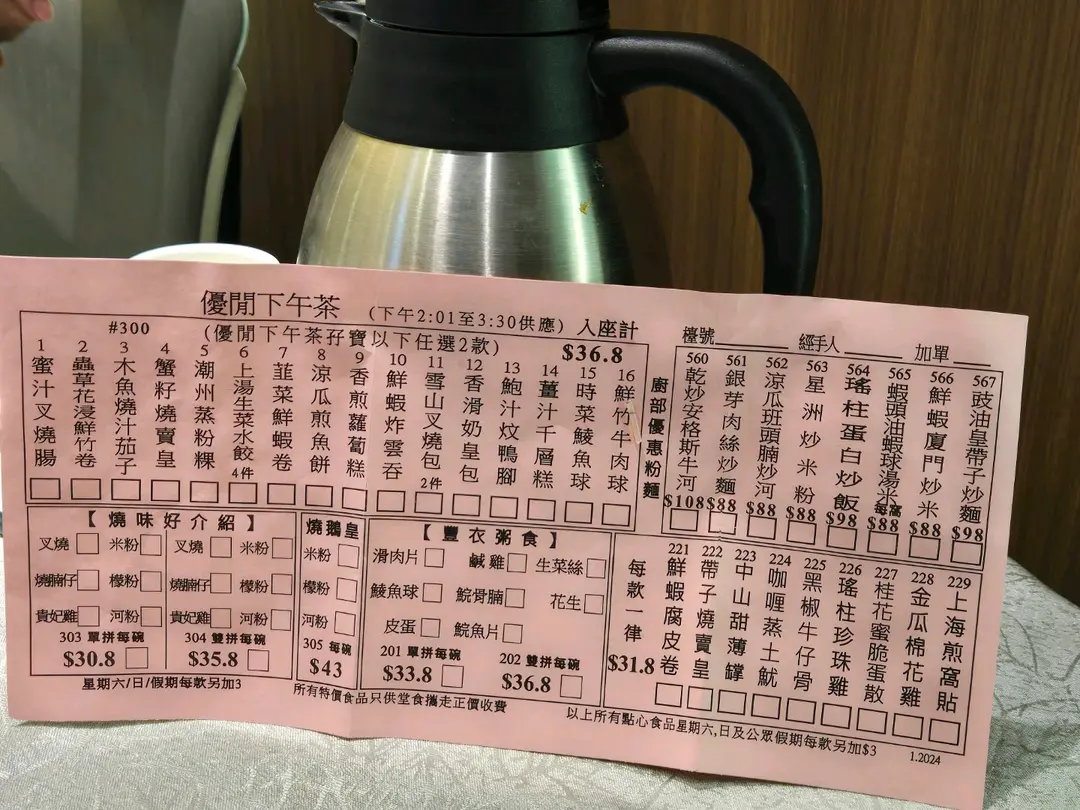 優閒下午茶 (下午2:01至3:30供應) 入座計
#300 (優閒下午茶孖寶以下任選2款) $36.8
1 蜜汁叉燒腸
2 蟲草花浸鮮竹卷
3 木魚燒汁茄子
4 蟹籽燒賣皇
5 潮州蒸粉粿
6 上湯生菜水餃 4件
7 韮菜鮮蝦卷
8 涼瓜煎魚餅
9 香煎蘿蔔糕
10 鮮蝦炸雲吞
11 雪山叉燒包 2件
12 香滑奶皇包
13 鮑汁炆鴨腳
14 薑汁千層糕
15 時菜鯪魚球
16 鮮竹牛肉球
檯號 經手人 加單
廚部優惠粉麵
560 乾炒安格斯牛河 $108
561 銀芽肉絲炒麵 $88
562 涼瓜班頭腩炒河 $88
563 星洲炒米粉 $88
564 瑤柱蛋白炒飯 $98
565 蝦頭油蝦球湯米 每窩 $88
566 鮮蝦廈門炒米 $88
567 豉油皇帶子炒麵 $98
【燒味好介紹】
叉燒 米粉 叉燒 米粉
燒腩仔 檬粉 燒腩仔 檬粉
貴妃雞 河粉 貴妃雞 河粉
303 單拼每碗 304 雙拼每碗
$30.8 $35.8
燒鵝皇
米粉
檬粉
河粉
305 每碗
$43
【豐衣粥食】
滑肉片 鹹雞 生菜絲
鯪魚球 鯇骨腩 花生
皮蛋 鯇魚片
201 單拼每碗 202 雙拼每碗
$33.8 $36.8
每款一律 $31.8
221 鮮蝦腐皮卷
222 帶子燒賣皇
223 中山甜薄罉
224 咖喱蒸土魷
225 黑椒牛仔骨
226 瑤柱珍珠雞
227 桂花蜜脆蛋散
228 金瓜棉花雞
229 上海煎窩貼
星期六/日/假期每款另加3
所有特價食品只供堂食攜走正價收費
以上所有點心食品星期六,日及公眾假期每款另加$3
1.2024